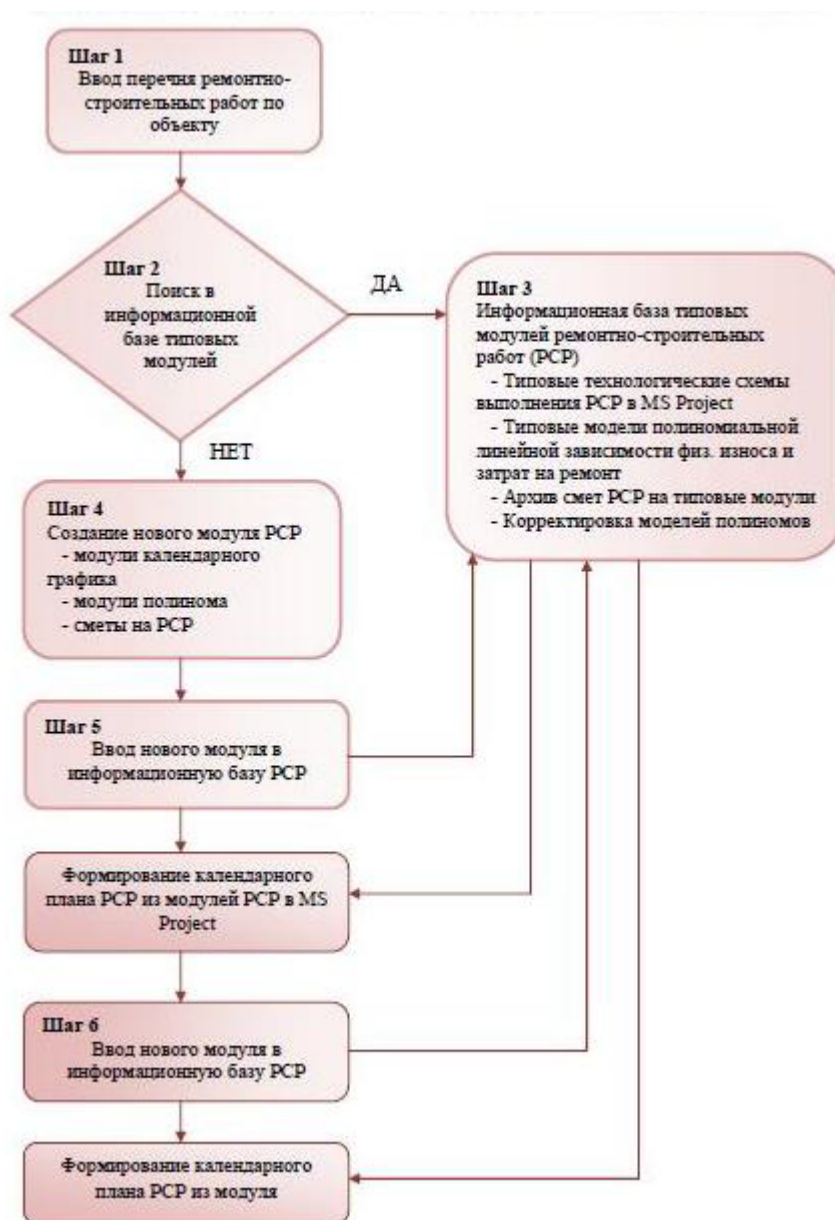 Шаг 1
Ввод перечня ремонтно-
строительных работ по
объекту
Шаг 2
Поиск в
информационной
базе типовых
модулей
ДА
Шаг 3
Информационная база типовых
модулей ремонтно-строительных
работ (РСР)
- Типовые технологические схемы
выполнения РСР в MS Project
- Типовые модели полиномиальной
линейной зависимости физ. износа и
затрат на ремонт
- Архив смет РСР на типовые модули
- Корректировка моделей полиномов
НЕТ
Шаг 4
Создание нового модуля РСР
- модули календарного
графика
- модули полинома
- сметы на РСР
Шаг 5
Ввод нового модуля в
информационную базу РСР
Формирование календарного
плана РСР из модулей РСР в MS
Project
Шаг 6
Ввод нового модуля в
информационную базу РСР
Формирование календарного
плана РСР из модуля